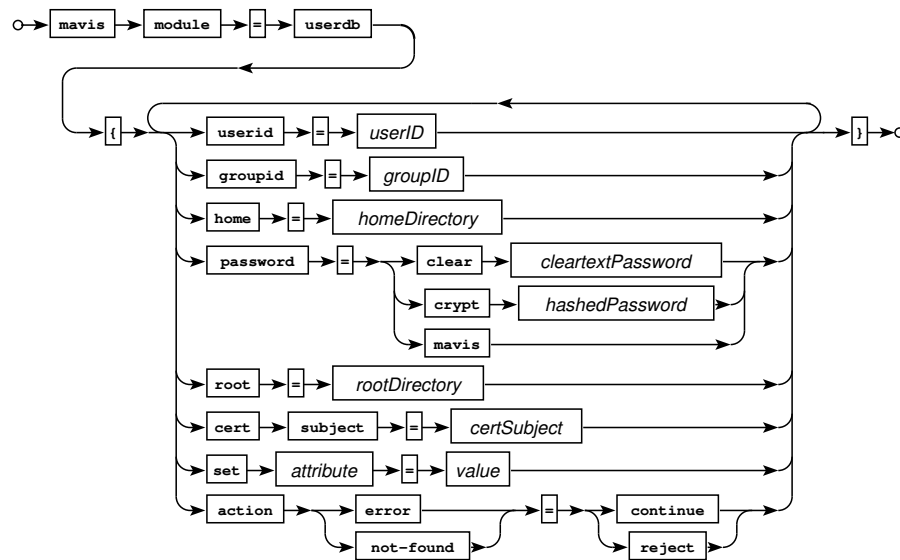 mavis module = userdb
{ userid = userID }
groupid = groupID
home = homeDirectory
password = clear cleartextPassword
crypt hashedPassword
mavis
root = rootDirectory
cert subject = certSubject
set attribute = value
action error = continue
not-found reject